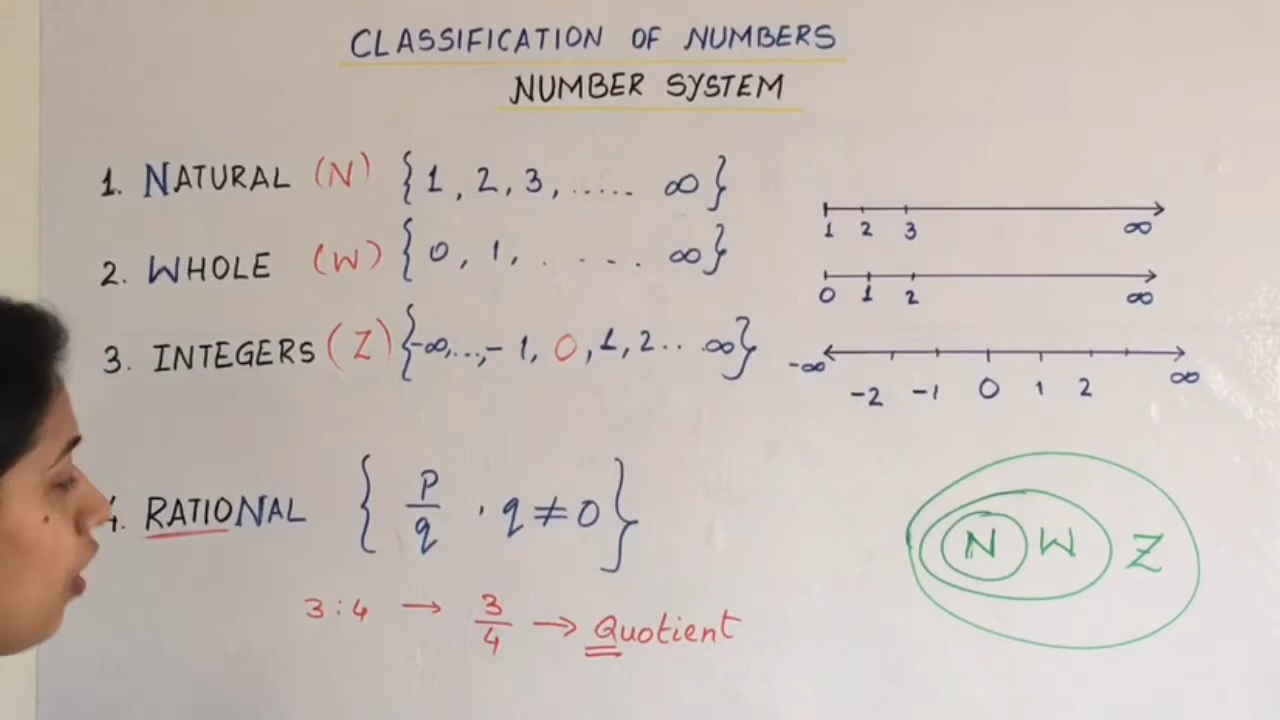 CLASSIFICATION OF NUMBERS
NUMBER SYSTEM
1. NATURAL (N) {1, 2, 3, ..... ∞}
1 2 3 ∞
2. WHOLE (W) {0, 1, . . . . ∞}
0 1 2 ∞
3. INTEGERS (Z) {-∞,...,- 1, 0, 1, 2.. .∞}
-∞ -2 -1 0 1 2 ∞
4. RATIONAL { p/q , q ≠ 0 }
N W Z
3:4 → 3/4 → Quotient